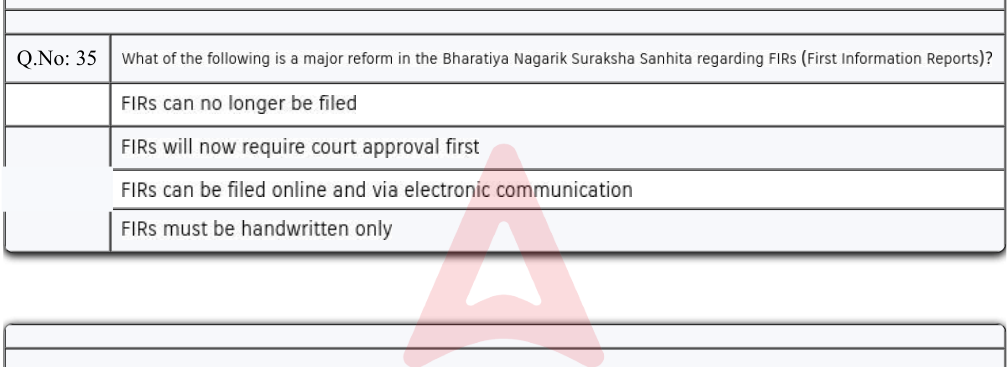 Q.No: 35 What of the following is a major reform in the Bharatiya Nagarik Suraksha Sanhita regarding FIRs (First Information Reports)?
FIRs can no longer be filed
FIRs will now require court approval first
FIRs can be filed online and via electronic communication
FIRs must be handwritten only